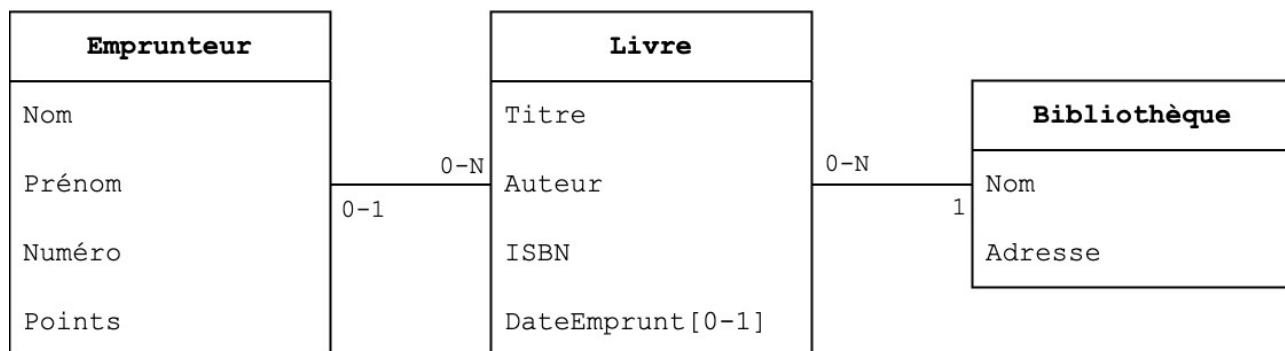 Emprunteur
Nom
Prénom
Numéro
Points
0-1
0-N
Livre
Titre
Auteur
ISBN
DateEmprunt[0-1]
0-N
1
Bibliothèque
Nom
Adresse